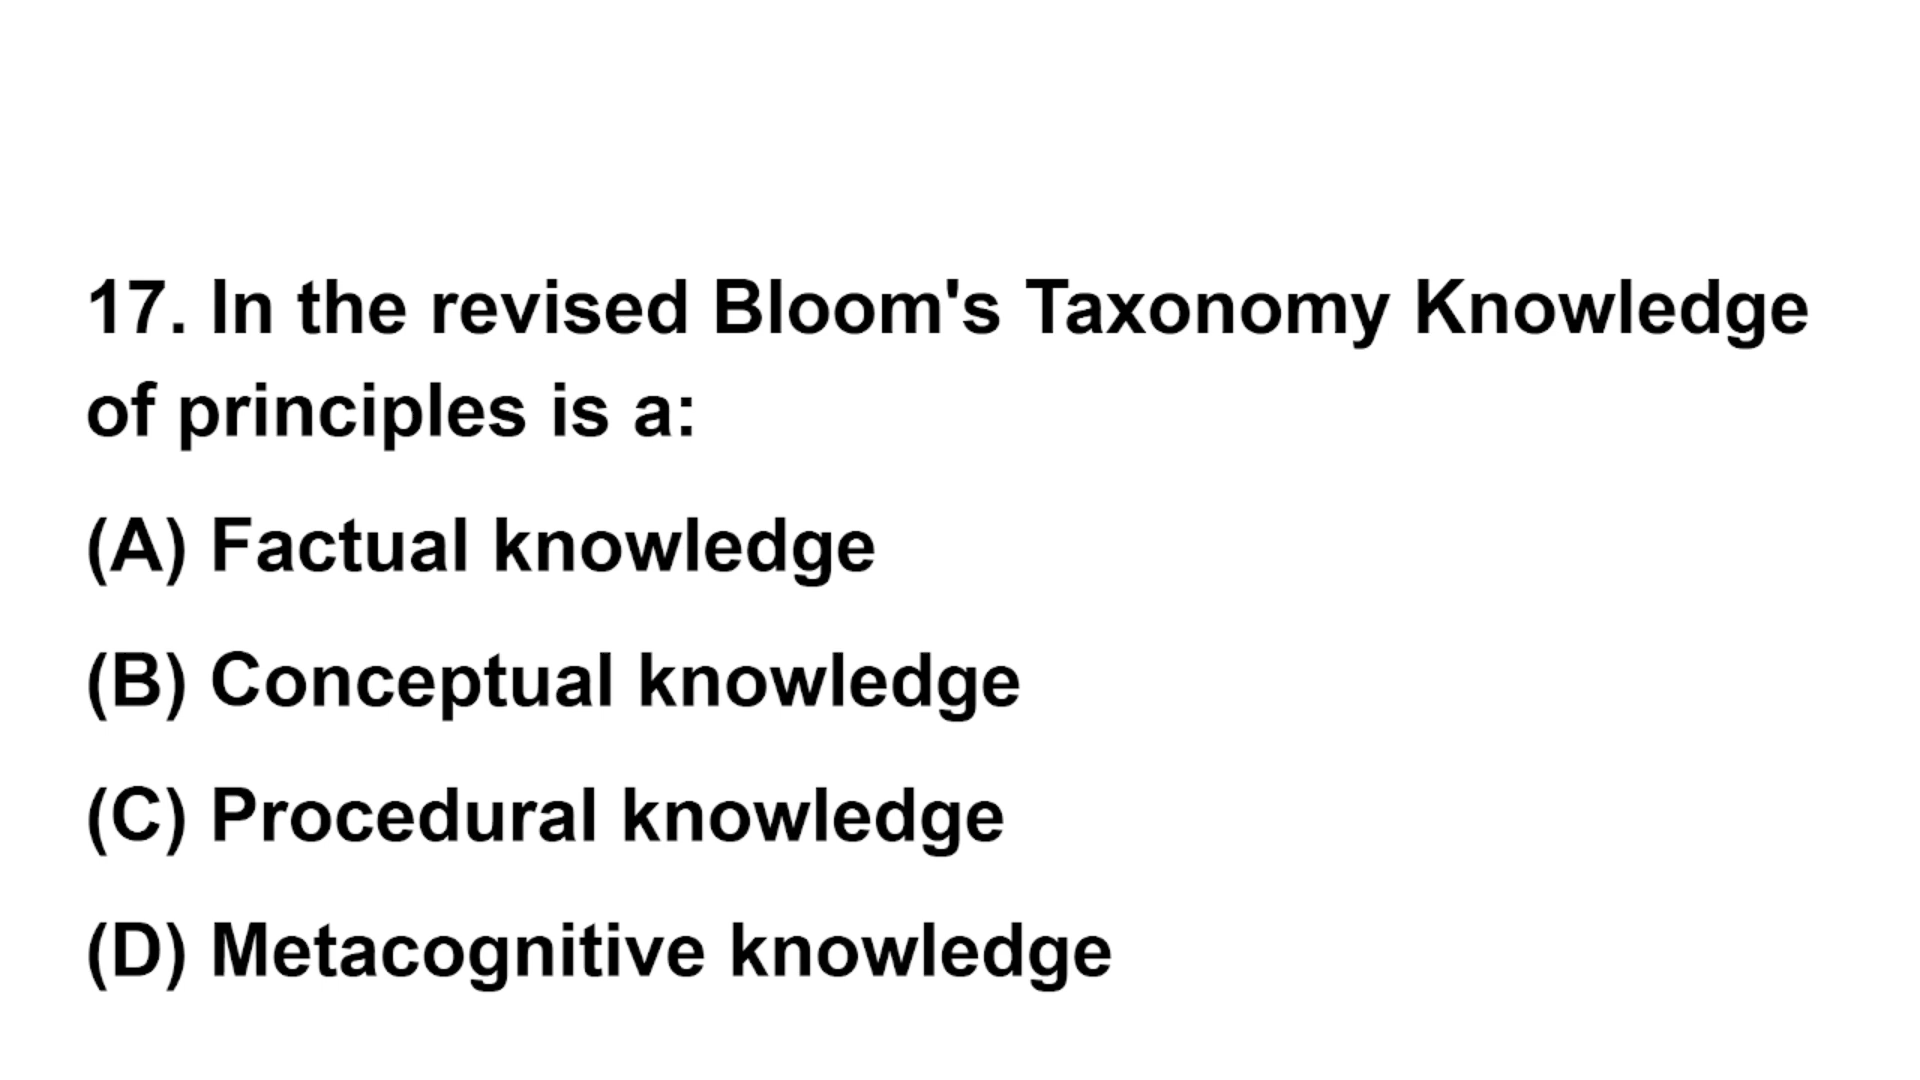 17. In the revised Bloom's Taxonomy Knowledge
of principles is a:
(A) Factual knowledge
(B) Conceptual knowledge
(C) Procedural knowledge
(D) Metacognitive knowledge